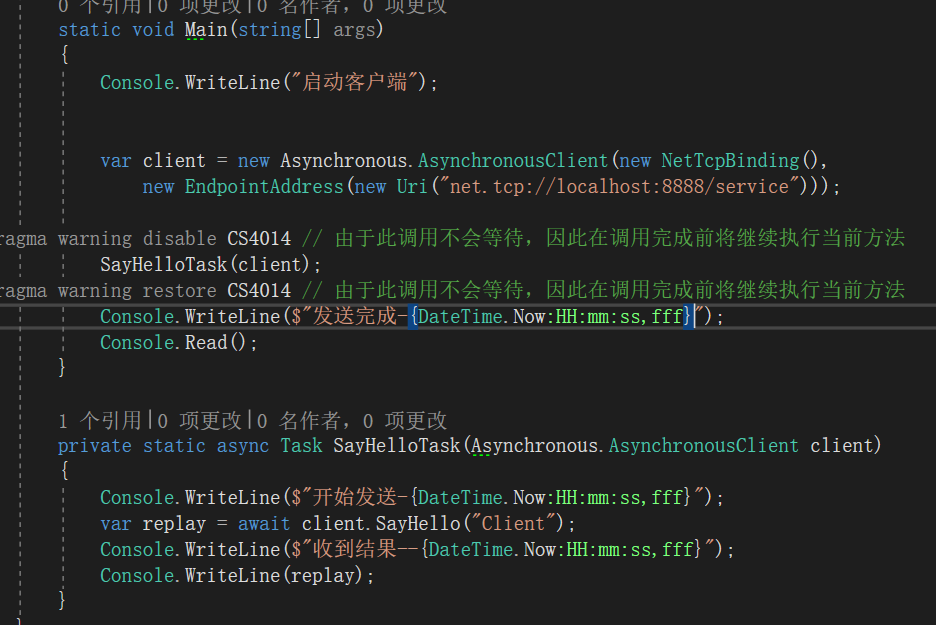 0 个引用|0 项更改|0 名作者, 0 项更改
static void Main(string[] args)
{
Console.WriteLine("启动客户端");
var client = new Asynchronous.AsynchronousClient(new NetTcpBinding(),
new EndpointAddress(new Uri("net.tcp://localhost:8888/service")));
ragma warning disable CS4014 // 由于此调用不会等待，因此在调用完成前将继续执行当前方法
SayHelloTask(client);
ragma warning restore CS4014 // 由于此调用不会等待，因此在调用完成前将继续执行当前方法
Console.WriteLine($"发送完成-{DateTime.Now:HH:mm:ss,fff}");
Console.Read();
}
1 个引用|0 项更改|0 名作者, 0 项更改
private static async Task SayHelloTask(Asynchronous.AsynchronousClient client)
{
Console.WriteLine($"开始发送-{DateTime.Now:HH:mm:ss,fff}");
var replay = await client.SayHello("Client");
Console.WriteLine($"收到结果--{DateTime.Now:HH:mm:ss,fff}");
Console.WriteLine(replay);
}
}